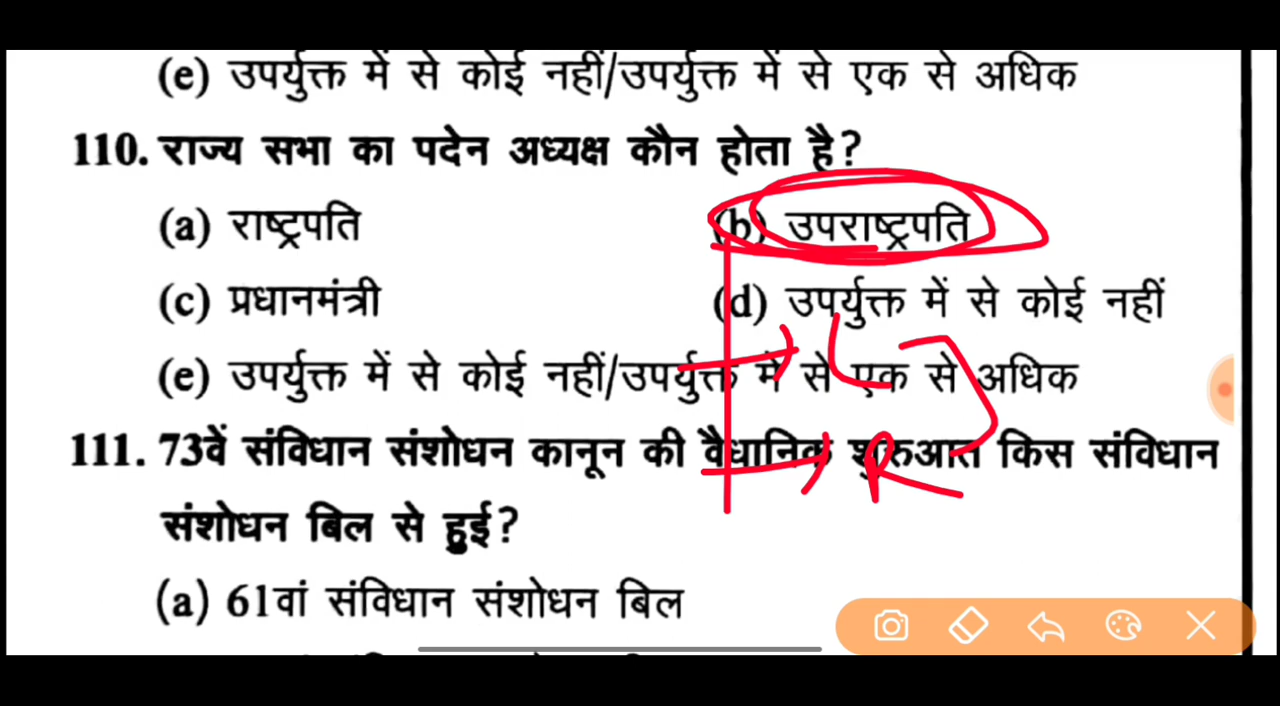 (e) उपर्युक्त में से कोई नहीं/उपर्युक्त में से एक से अधिक
110. राज्य सभा का पदेन अध्यक्ष कौन होता है?
(a) राष्ट्रपति (b) उपराष्ट्रपति
(c) प्रधानमंत्री (d) उपर्युक्त में से कोई नहीं
(e) उपर्युक्त में से कोई नहीं/उपर्युक्त में से एक से अधिक
L
111. 73वें संविधान संशोधन कानून की वैधानिक शुरुआत किस संविधान
R
संशोधन बिल से हुई?
(a) 61वां संविधान संशोधन बिल